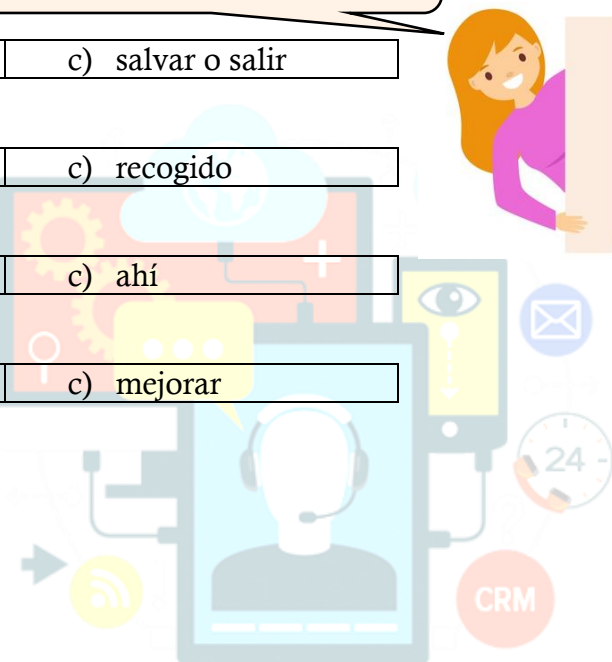 c) salvar o salir
c) recogido
c) ahí
c) mejorar
24
CRM